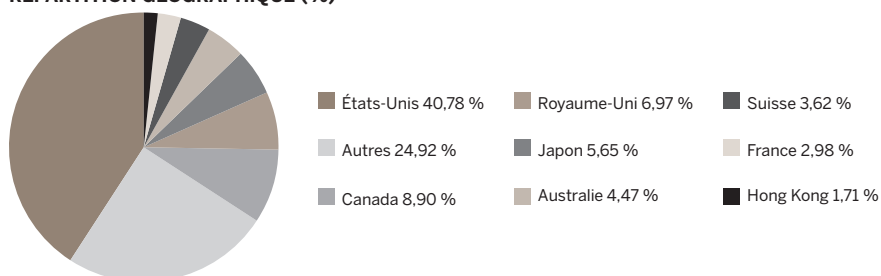 RÉPARTITION GÉOGRAPHIQUE (%)
États-Unis 40,78 %
Royaume-Uni 6,97 %
Suisse 3,62 %
Autres 24,92 %
Japon 5,65 %
France 2,98 %
Canada 8,90 %
Australie 4,47 %
Hong Kong 1,71 %